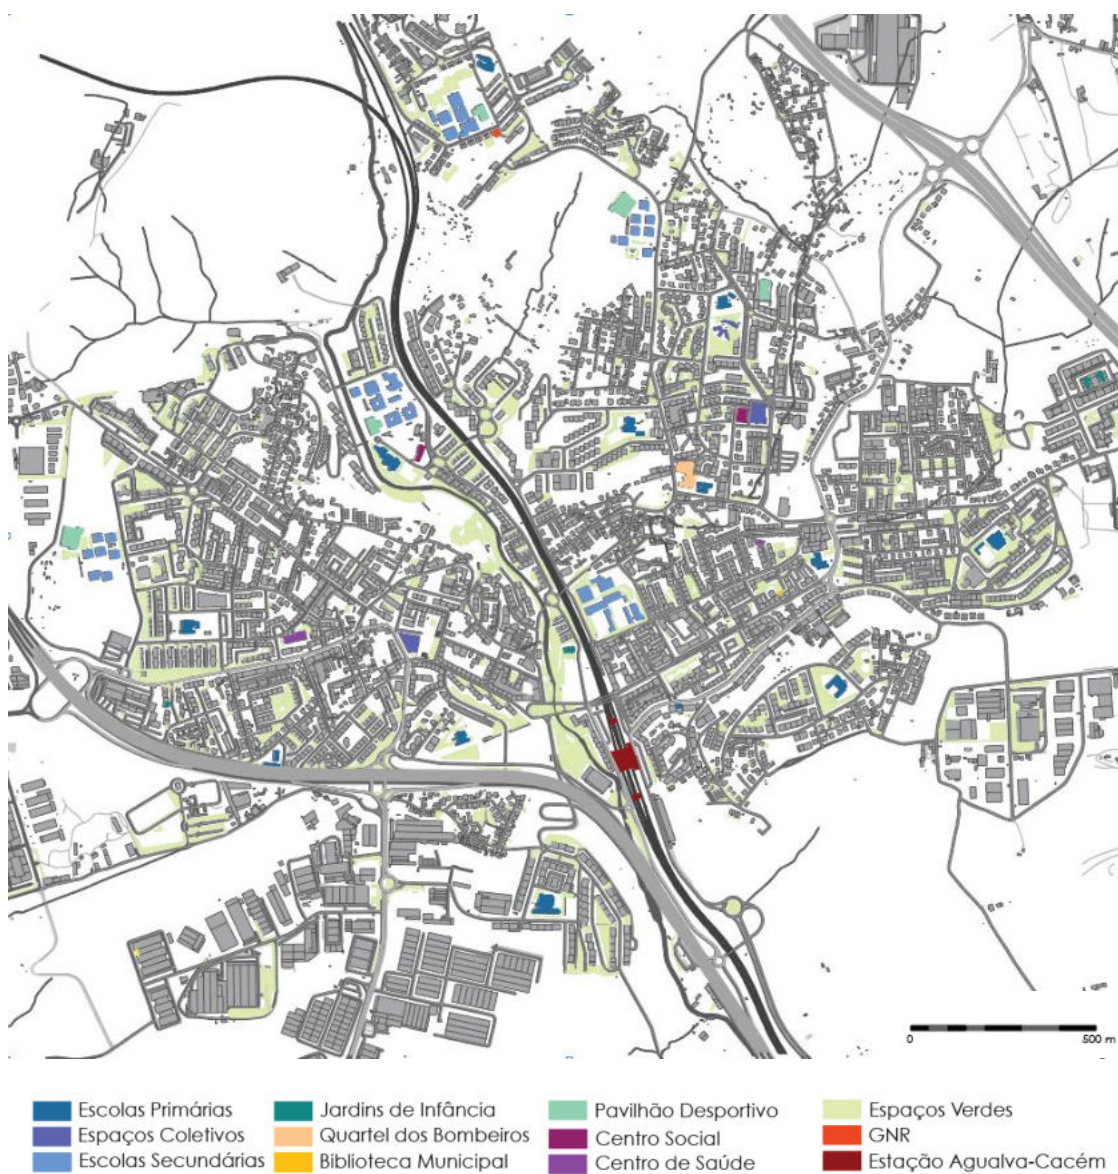 0 500 m
Escolas Primárias
Espaços Coletivos
Escolas Secundárias
Jardins de Infância
Quartel dos Bombeiros
Biblioteca Municipal
Pavilhão Desportivo
Centro Social
Centro de Saúde
Espaços Verdes
GNR
Estação Agualva-Cacém